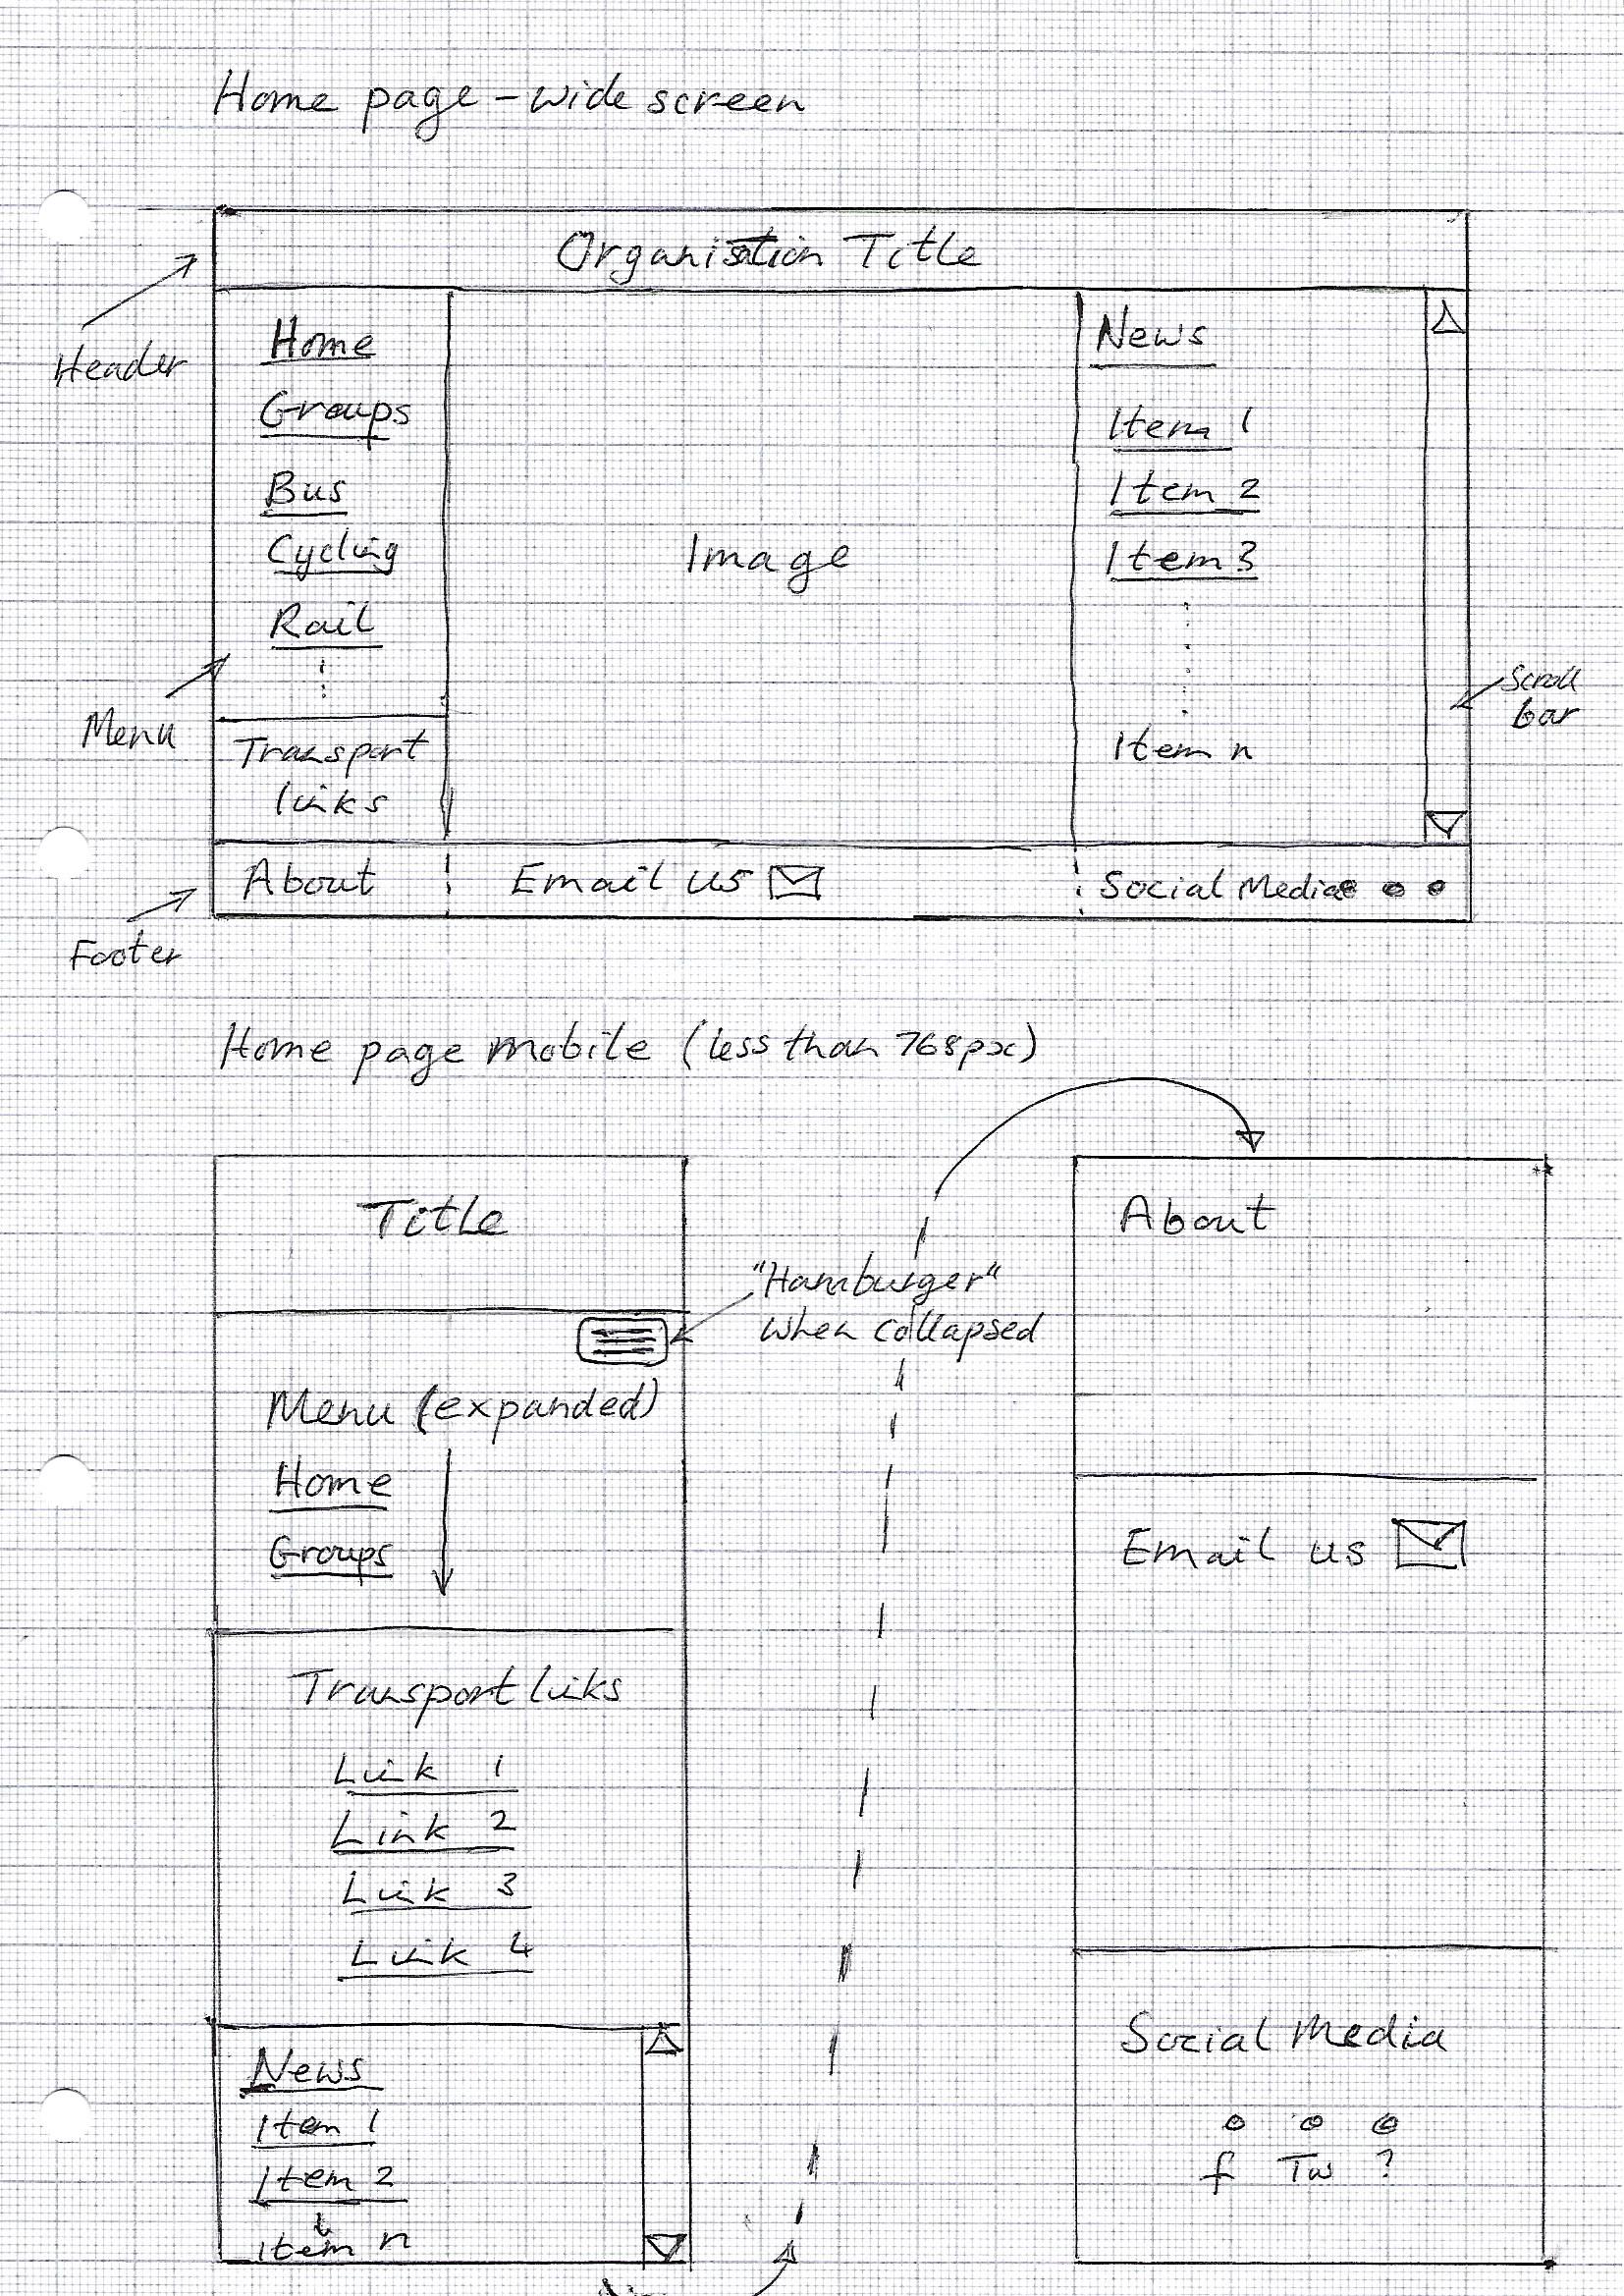 Home page - wide screen
Organisation Title
Header
Home
Groups
Bus
Cycling
Rail
Menu
Transport
links
Image
News
Item 1
Item 2
Item 3
Item n
Scroll
bar
About
Email us
Social Media
Footer
Home page mobile (less than 768px)
Title
"Hamburger"
when collapsed
Menu (expanded)
Home
Groups
Transport links
Link 1
Link 2
Link 3
Link 4
News
Item 1
Item 2
Item n
About
Email us
Social Media
f Tw ?